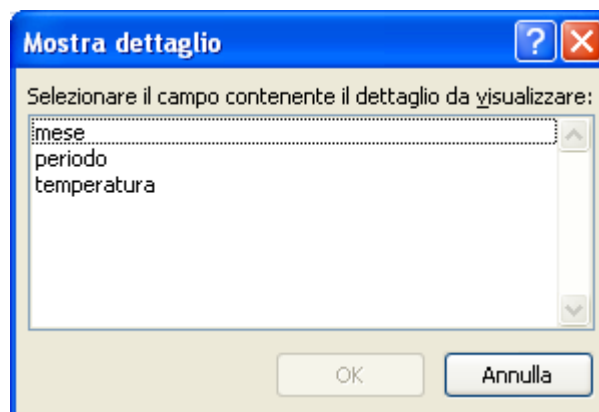 Mostra dettaglio
Selezionare il campo contenente il dettaglio da visualizzare:
mese
periodo
temperatura
OK
Annulla